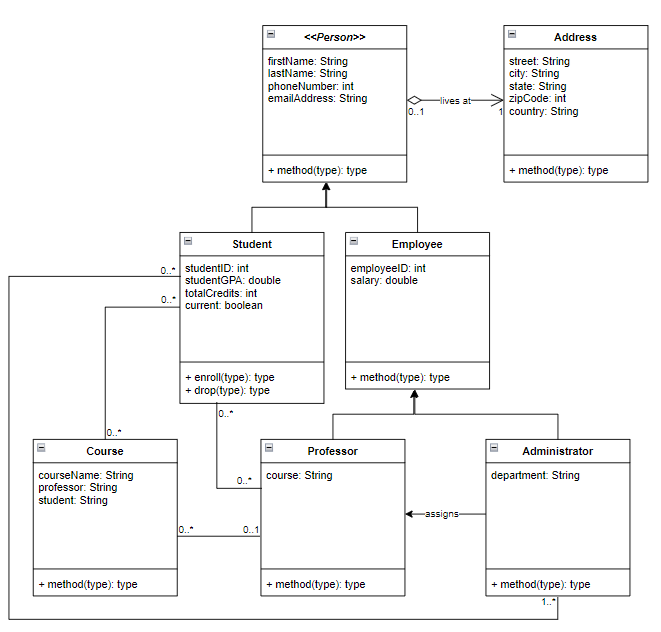 <<Person>>
firstName: String
lastName: String
phoneNumber: int
emailAddress: String
+ method(type): type
0..1
lives at
1
Address
street: String
city: String
state: String
zipCode: int
country: String
+ method(type): type
Student
studentID: int
studentGPA: double
totalCredits: int
current: boolean
+ enroll(type): type
+ drop(type): type
Employee
employeeID: int
salary: double
+ method(type): type
0..*
0..*
0..*
0..*
0..*
Course
courseName: String
professor: String
student: String
+ method(type): type
0..*
0..1
Professor
course: String
+ method(type): type
assigns
Administrator
department: String
+ method(type): type
1..*